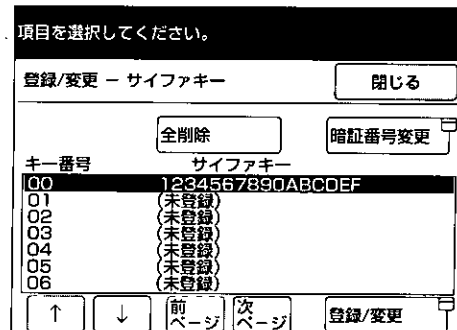 項目を選択してください。
登録/変更 － サイファキー
閉じる
全削除
暗証番号変更
キー番号 サイファキー
00 1234567890ABCDEF
01 (未登録)
02 (未登録)
03 (未登録)
04 (未登録)
05 (未登録)
06 (未登録)
↑ ↓ 前ページ 次ページ 登録/変更